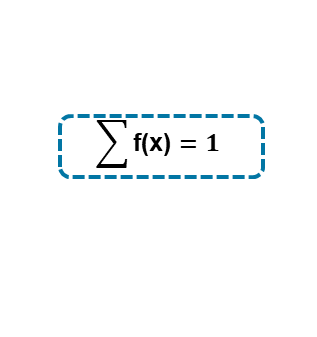 ∑ f(x) = 1